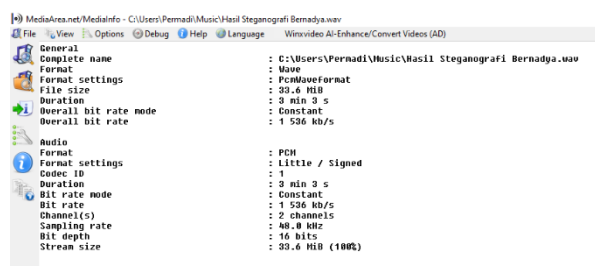 MediaArea.net/MediaInfo - C:\Users\Permadi\Music\Hasil Steganografi Bernadya.wav
File View Options Debug Help Language Winxvideo AI-Enhance/Convert Videos (AD)
General
Complete name : C:\Users\Permadi\Music\Hasil Steganografi Bernadya.wav
Format : Wave
Format settings : PcmWaveformat
File size : 33.6 MiB
Duration : 3 min 3 s
Overall bit rate mode : Constant
Overall bit rate : 1 536 kb/s
Audio
Format : PCM
Format settings : Little / Signed
Codec ID : 1
Duration : 3 min 3 s
Bit rate mode : Constant
Bit rate : 1 536 kb/s
Channel(s) : 2 channels
Sampling rate : 48.0 kHz
Bit depth : 16 bits
Stream size : 33.6 MiB (100%)